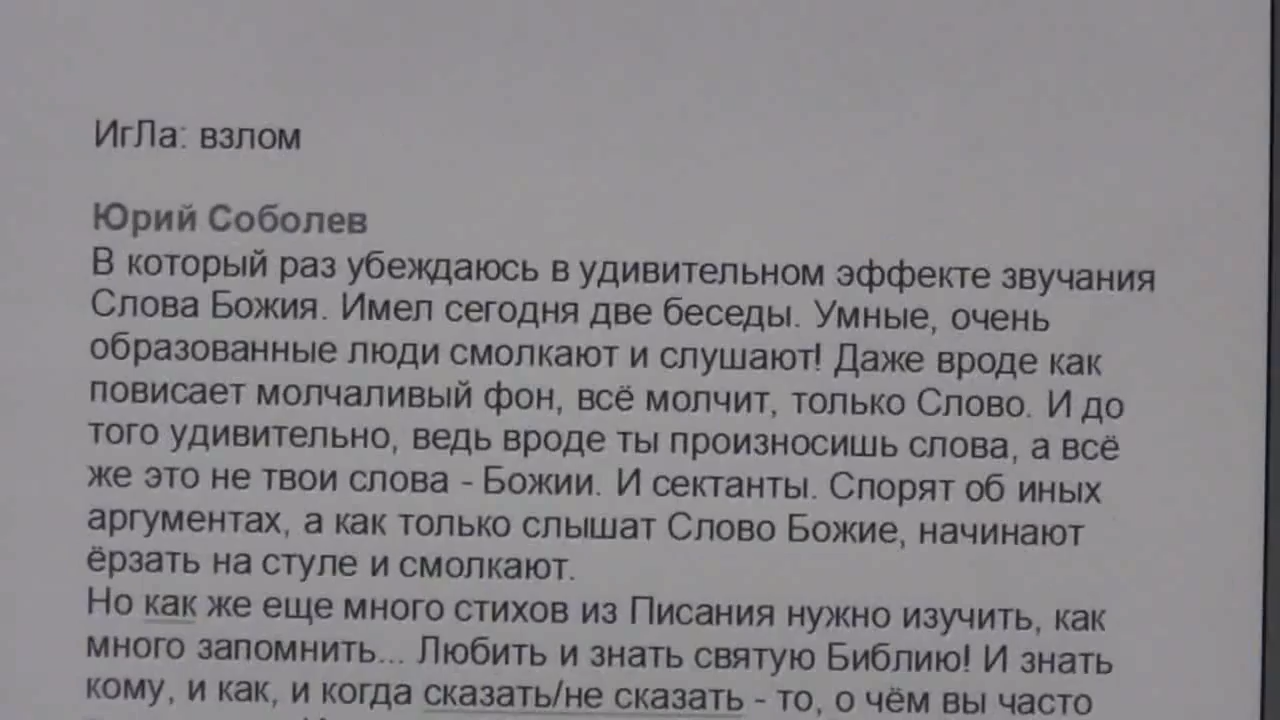 ИгЛа: взлом
Юрий Соболев
В который раз убеждаюсь в удивительном эффекте звучания
Слова Божия. Имел сегодня две беседы. Умные, очень
образованные люди смолкают и слушают! Даже вроде как
повисает молчаливый фон, всё молчит, только Слово. И до
того удивительно, ведь вроде ты произносишь слова, а всё
же это не твои слова - Божии. И сектанты. Спорят об иных
аргументах, а как только слышат Слово Божие, начинают
ёрзать на стуле и смолкают.
Но как же еще много стихов из Писания нужно изучить, как
много запомнить... Любить и знать святую Библию! И знать
кому, и как, и когда сказать/не сказать - то, о чём вы часто